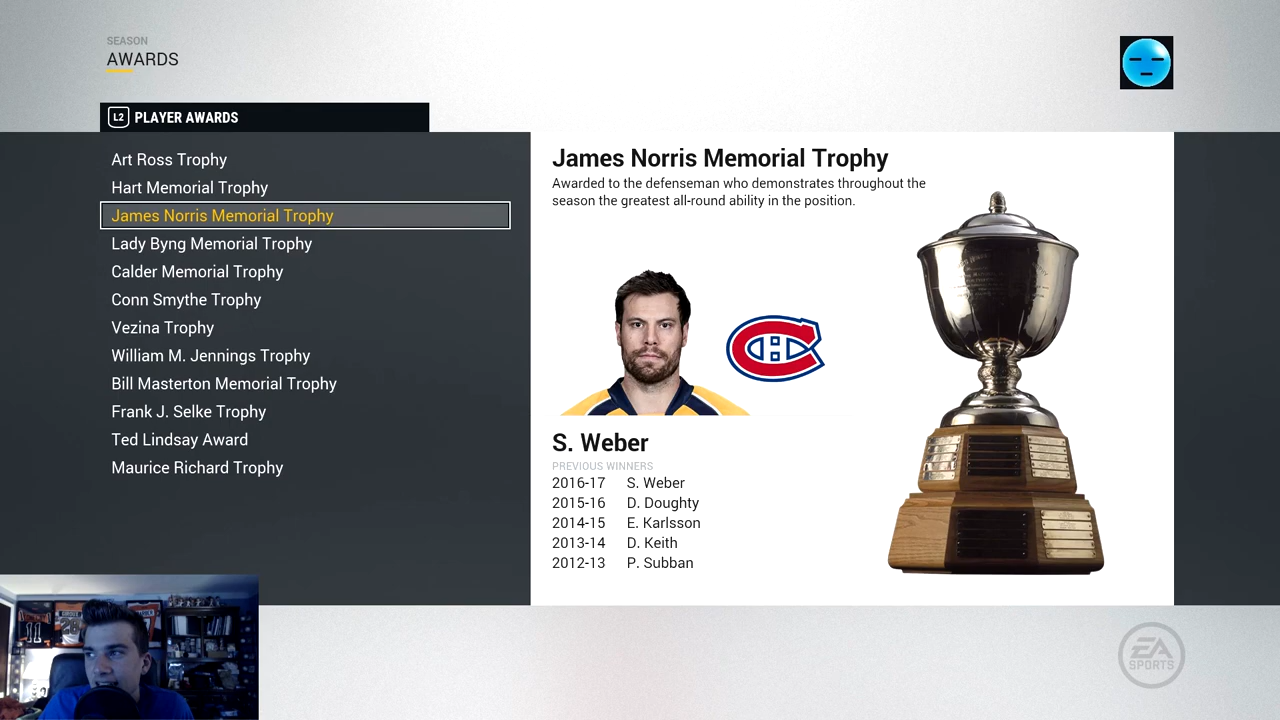 SEASON
AWARDS
L2 PLAYER AWARDS
Art Ross Trophy
Hart Memorial Trophy
James Norris Memorial Trophy
Lady Byng Memorial Trophy
Calder Memorial Trophy
Conn Smythe Trophy
Vezina Trophy
William M. Jennings Trophy
Bill Masterton Memorial Trophy
Frank J. Selke Trophy
Ted Lindsay Award
Maurice Richard Trophy
James Norris Memorial Trophy
Awarded to the defenseman who demonstrates throughout the
season the greatest all-round ability in the position.
S. Weber
PREVIOUS WINNERS
2016-17 S. Weber
2015-16 D. Doughty
2014-15 E. Karlsson
2013-14 D. Keith
2012-13 P. Subban
11
28
EA
SPORTS